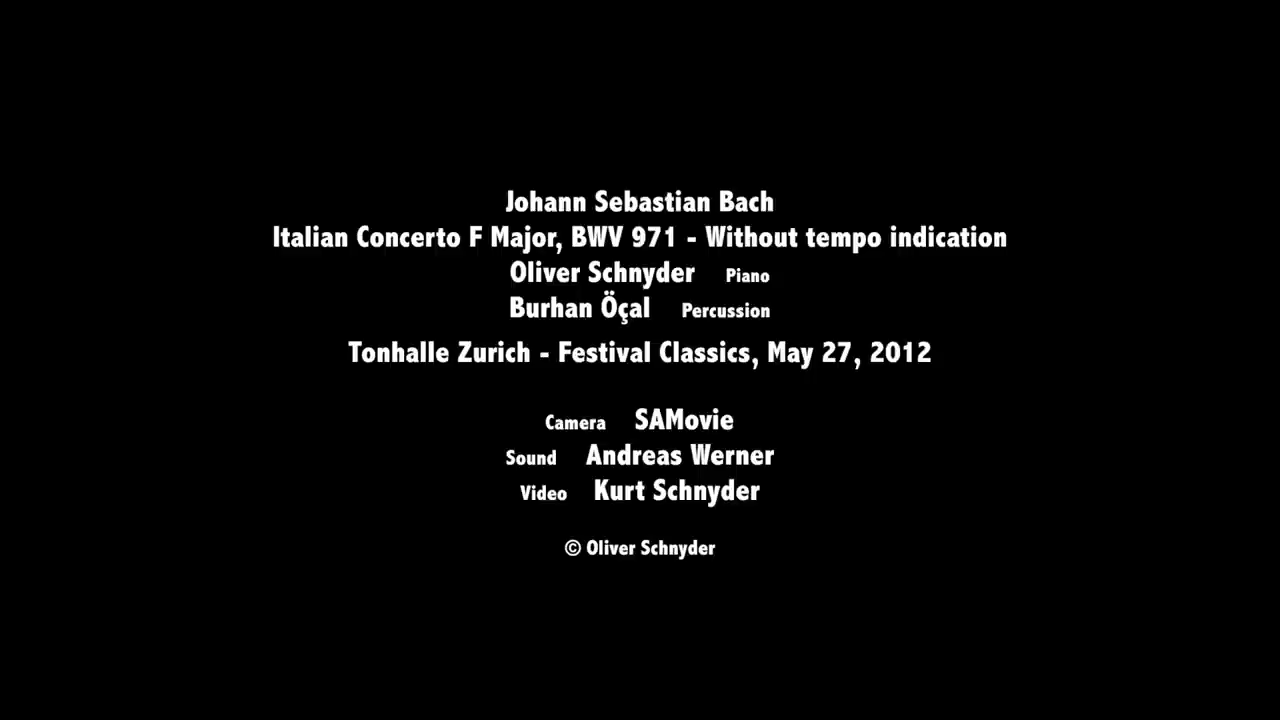 Johann Sebastian Bach
Italian Concerto F Major, BWV 971 - Without tempo indication
Oliver Schnyder Piano
Burhan Öçal Percussion
Tonhalle Zurich - Festival Classics, May 27, 2012
Camera SAMovie
Sound Andreas Werner
Video Kurt Schnyder
© Oliver Schnyder